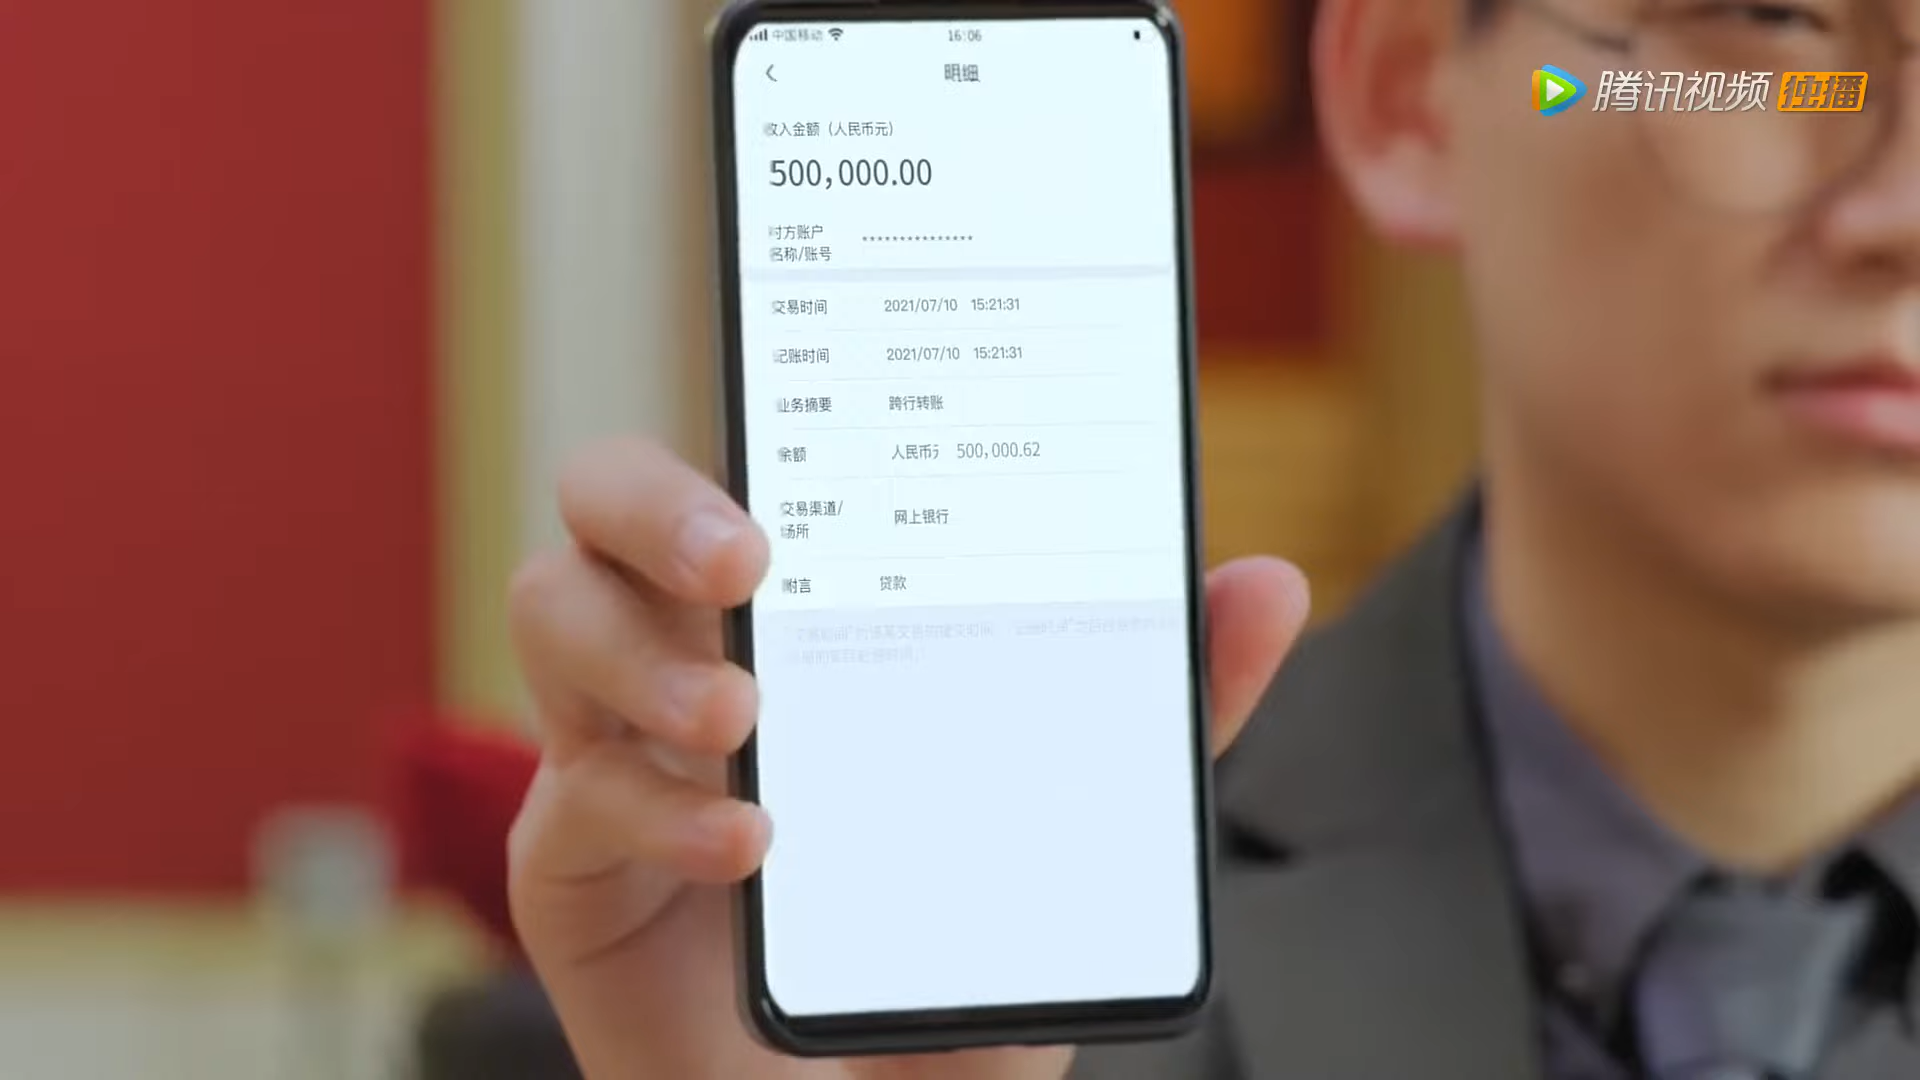 中国移动
16:06
明细
腾讯视频 独播
收入金额（人民币元）
500,000.00
对方账户
名称/账号
***************
交易时间 2021/07/10 15:21:31
记账时间 2021/07/10 15:21:31
业务摘要 跨行转账
余额 人民币元 500,000.62
交易渠道/
场所
网上银行
附言 贷款